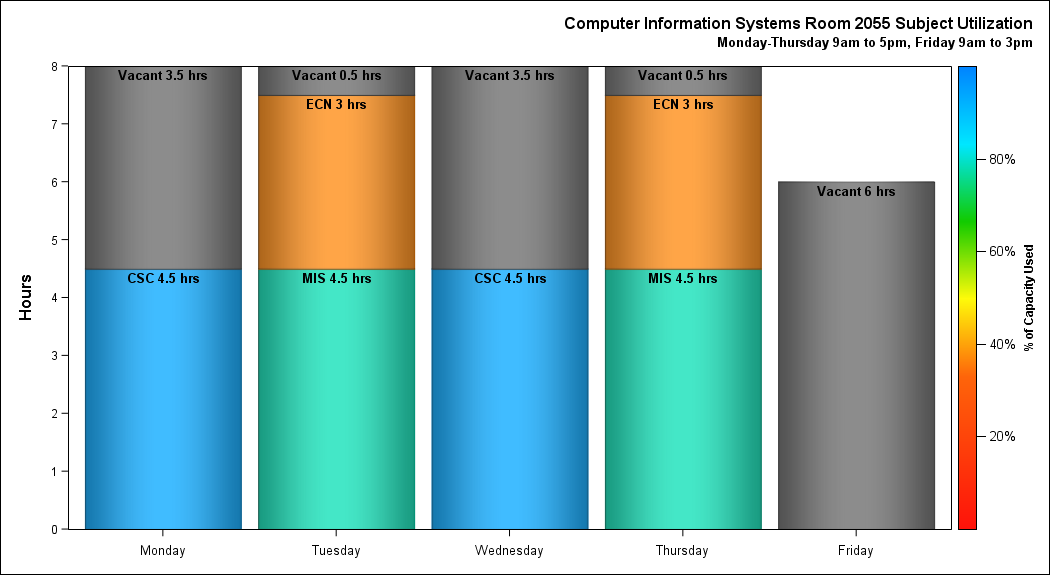 Computer Information Systems Room 2055 Subject Utilization
Monday-Thursday 9am to 5pm, Friday 9am to 3pm
Hours
8
7
6
5
4
3
2
1
0
Vacant 3.5 hrs
CSC 4.5 hrs
Vacant 0.5 hrs
ECN 3 hrs
MIS 4.5 hrs
Vacant 3.5 hrs
CSC 4.5 hrs
Vacant 0.5 hrs
ECN 3 hrs
MIS 4.5 hrs
Vacant 6 hrs
Monday
Tuesday
Wednesday
Thursday
Friday
80%
60%
40%
20%
% of Capacity Used